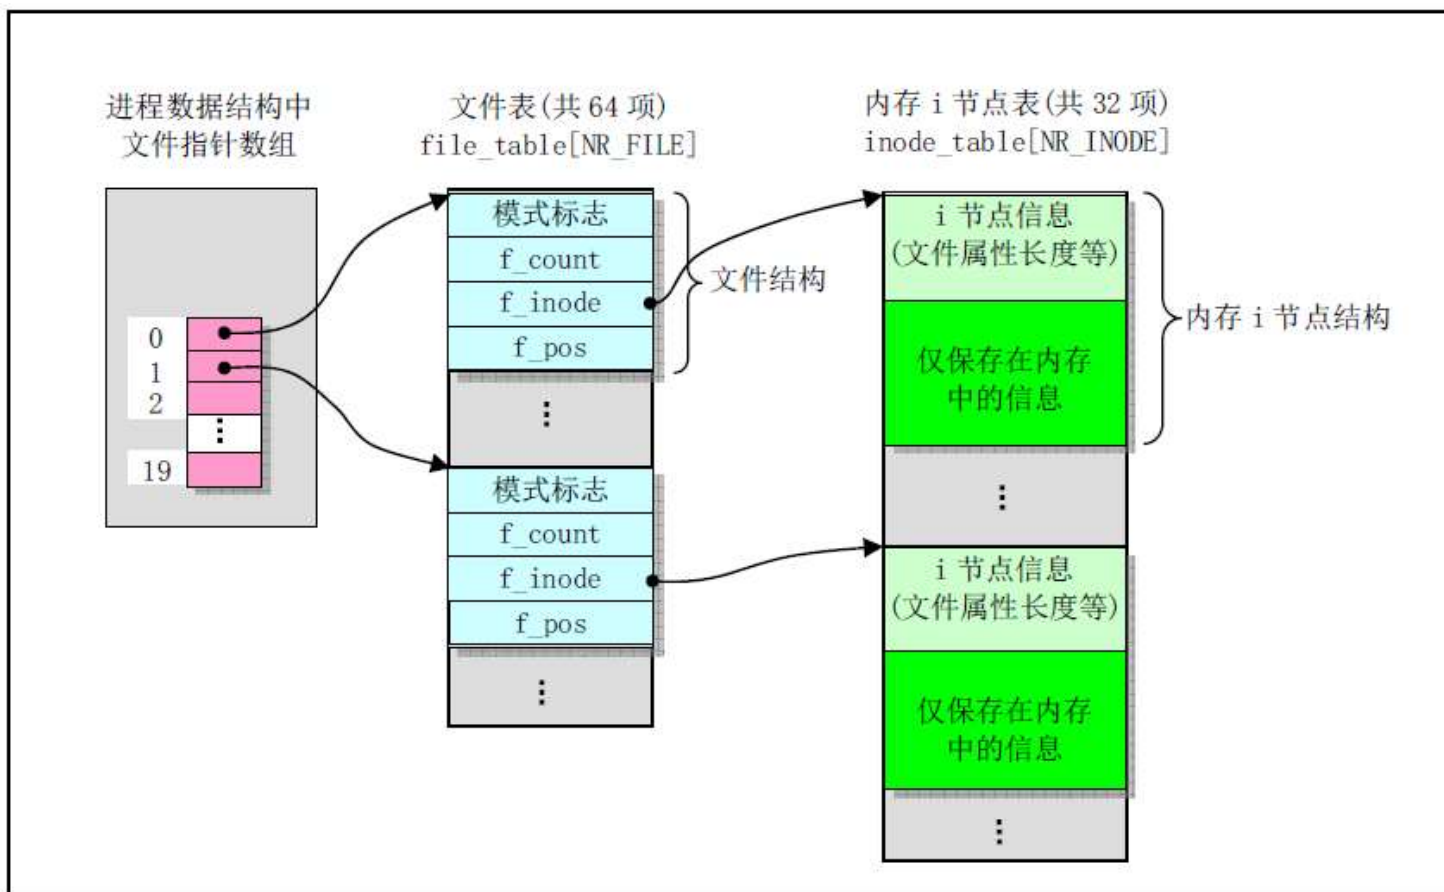 进程数据结构中
文件指针数组
0
1
2
⋮
19
文件表(共 64 项)
file_table[NR_FILE]
模式标志
f_count
f_inode
f_pos
⋮
模式标志
f_count
f_inode
f_pos
⋮
文件结构
内存 i 节点表(共 32 项)
inode_table[NR_INODE]
i 节点信息
(文件属性长度等)
仅保存在内存
中的信息
⋮
i 节点信息
(文件属性长度等)
仅保存在内存
中的信息
⋮
内存 i 节点结构